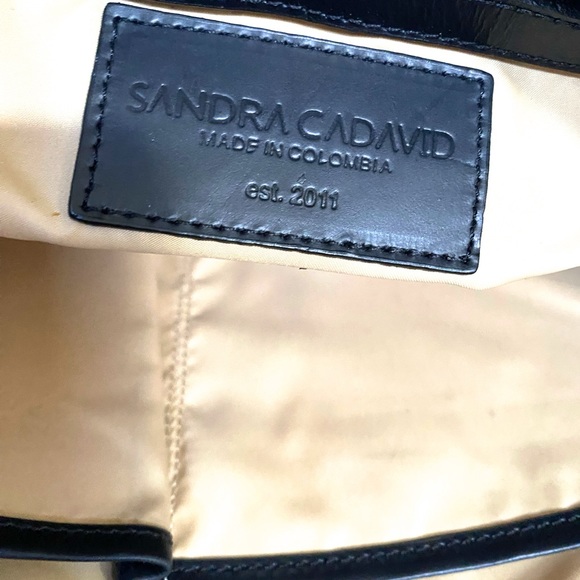 SANDRA CADAVID
MADE IN COLOMBIA
est. 2011